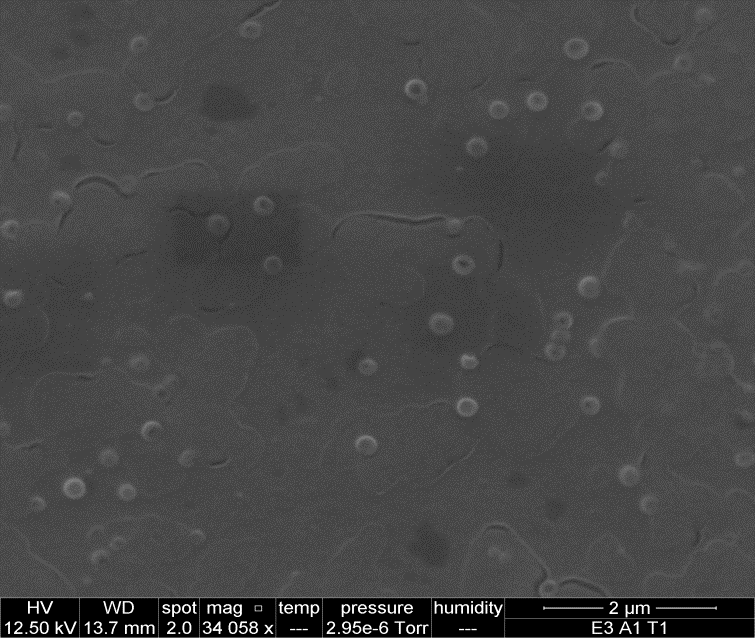 HV WD spot mag □ temp pressure humidity 2 µm
12.50 kV 13.7 mm 2.0 34 058 x --- 2.95e-6 Torr --- E3 A1 T1